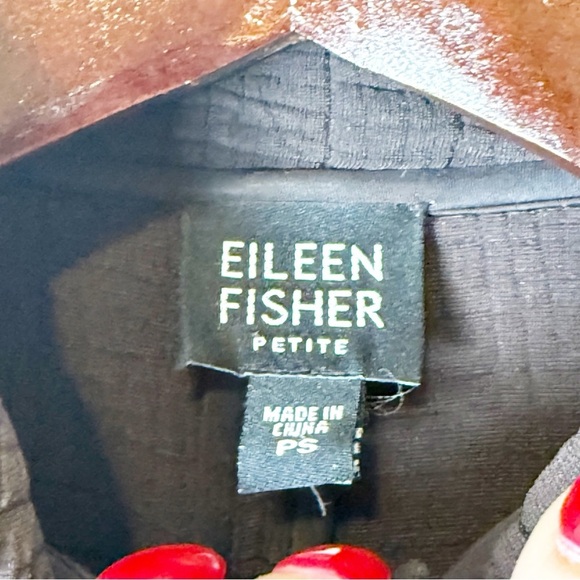 EILEEN
FISHER
PETITE
MADE IN
CHINA
PS